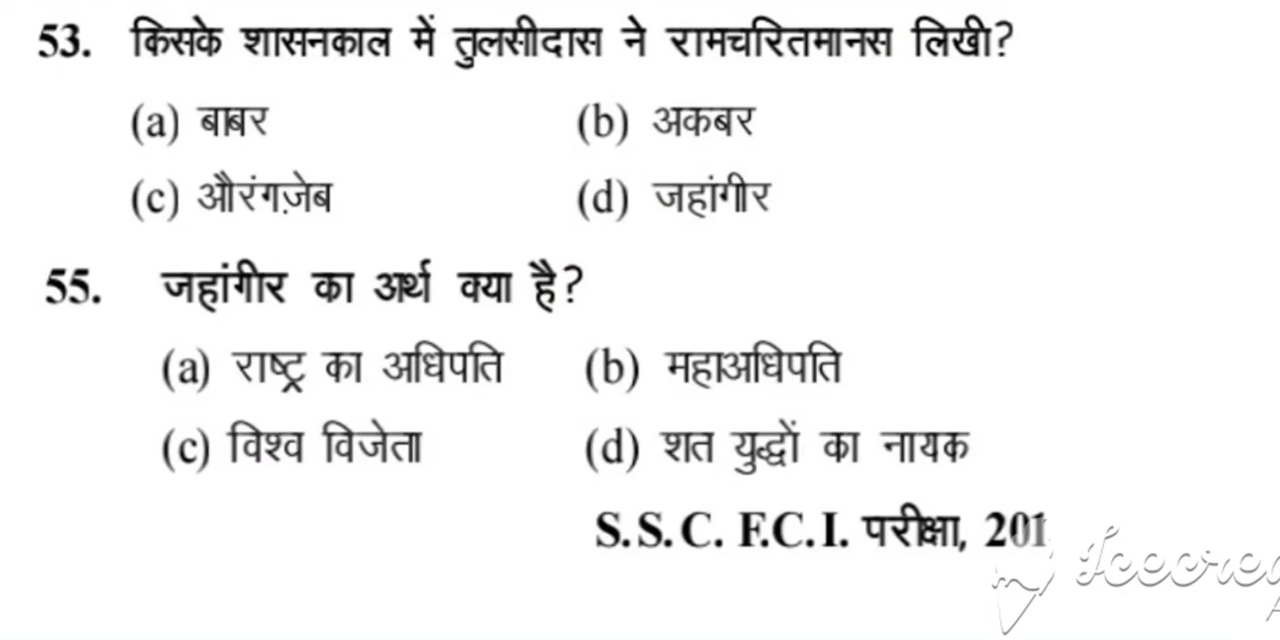 53. किसके शासनकाल में तुलसीदास ने रामचरितमानस लिखी?
(a) बाबर (b) अकबर
(c) औरंगज़ेब (d) जहांगीर
55. जहांगीर का अर्थ क्या है?
(a) राष्ट्र का अधिपति (b) महाअधिपति
(c) विश्व विजेता (d) शत युद्धों का नायक
S.S.C. F.C.I. परीक्षा, 201